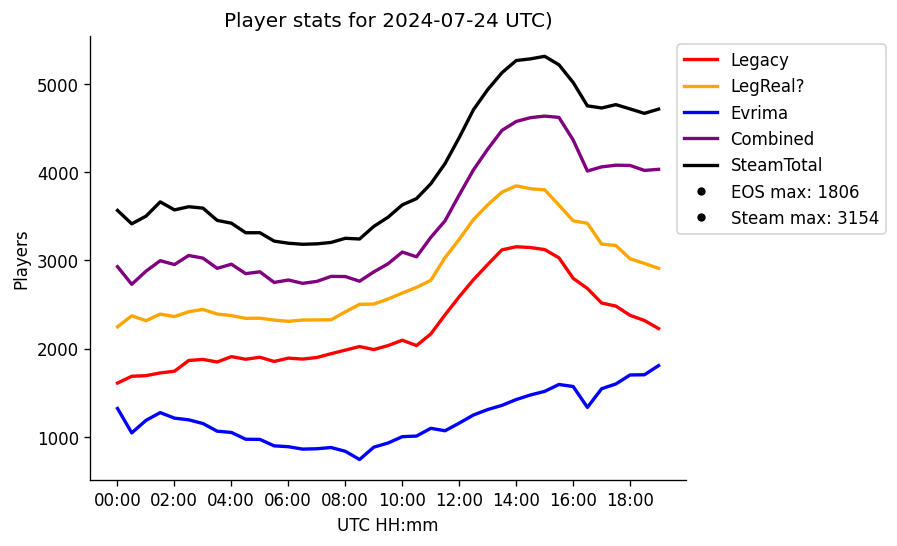 Player stats for 2024-07-24 UTC)
Legacy
LegReal?
Evrima
Combined
SteamTotal
EOS max: 1806
Steam max: 3154
Players
5000
4000
3000
2000
1000
00:00 02:00 04:00 06:00 08:00 10:00 12:00 14:00 16:00 18:00
UTC HH:mm